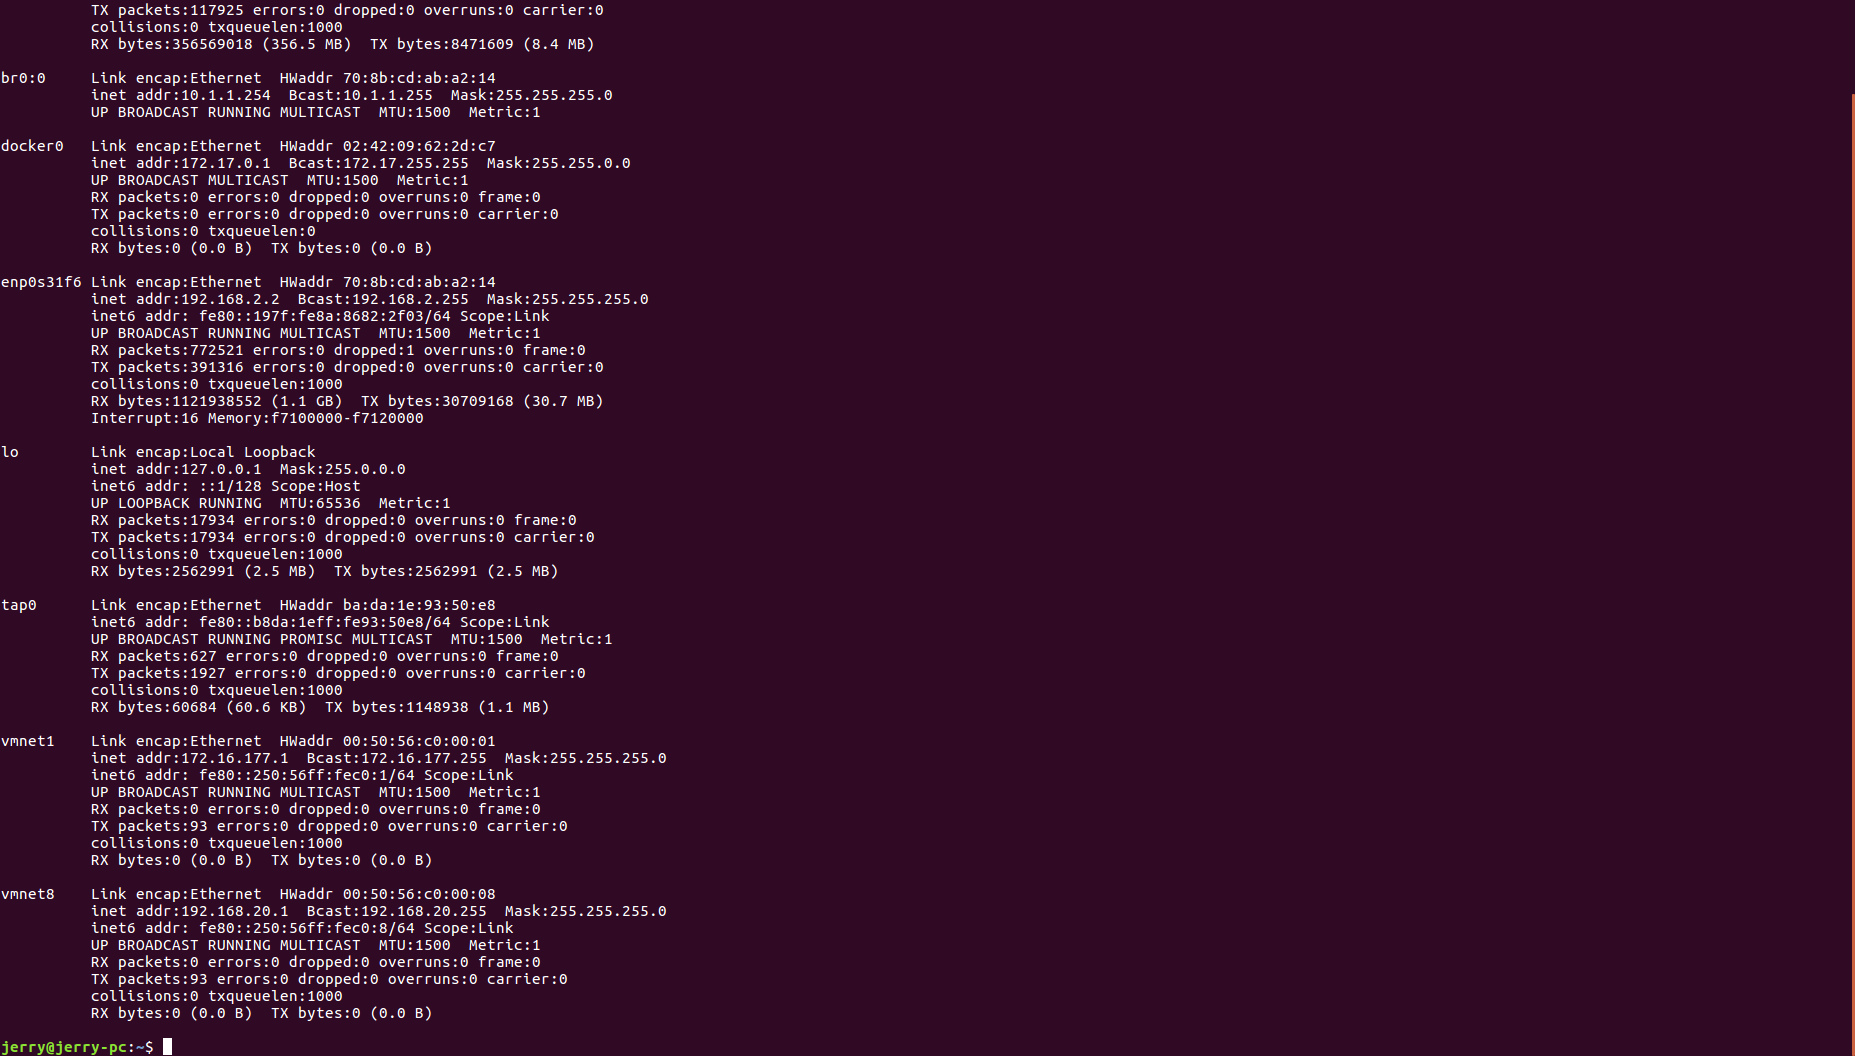 TX packets:117925 errors:0 dropped:0 overruns:0 carrier:0
          collisions:0 txqueuelen:1000
          RX bytes:356569018 (356.5 MB)  TX bytes:8471609 (8.4 MB)

br0:0     Link encap:Ethernet  HWaddr 70:8b:cd:ab:a2:14
          inet addr:10.1.1.254  Bcast:10.1.1.255  Mask:255.255.255.0
          UP BROADCAST RUNNING MULTICAST  MTU:1500  Metric:1

docker0   Link encap:Ethernet  HWaddr 02:42:09:62:2d:c7
          inet addr:172.17.0.1  Bcast:172.17.255.255  Mask:255.255.0.0
          UP BROADCAST MULTICAST  MTU:1500  Metric:1
          RX packets:0 errors:0 dropped:0 overruns:0 frame:0
          TX packets:0 errors:0 dropped:0 overruns:0 carrier:0
          collisions:0 txqueuelen:0
          RX bytes:0 (0.0 B)  TX bytes:0 (0.0 B)

enp0s31f6 Link encap:Ethernet  HWaddr 70:8b:cd:ab:a2:14
          inet addr:192.168.2.2  Bcast:192.168.2.255  Mask:255.255.255.0
          inet6 addr: fe80::197f:fe8a:8682:2f03/64 Scope:Link
          UP BROADCAST RUNNING MULTICAST  MTU:1500  Metric:1
          RX packets:772521 errors:0 dropped:1 overruns:0 frame:0
          TX packets:391316 errors:0 dropped:0 overruns:0 carrier:0
          collisions:0 txqueuelen:1000
          RX bytes:1121938552 (1.1 GB)  TX bytes:30709168 (30.7 MB)
          Interrupt:16 Memory:f7100000-f7120000

lo        Link encap:Local Loopback
          inet addr:127.0.0.1  Mask:255.0.0.0
          inet6 addr: ::1/128 Scope:Host
          UP LOOPBACK RUNNING  MTU:65536  Metric:1
          RX packets:17934 errors:0 dropped:0 overruns:0 frame:0
          TX packets:17934 errors:0 dropped:0 overruns:0 carrier:0
          collisions:0 txqueuelen:1000
          RX bytes:2562991 (2.5 MB)  TX bytes:2562991 (2.5 MB)

tap0      Link encap:Ethernet  HWaddr ba:da:1e:93:50:e8
          inet6 addr: fe80::b8da:1eff:fe93:50e8/64 Scope:Link
          UP BROADCAST RUNNING PROMISC MULTICAST  MTU:1500  Metric:1
          RX packets:627 errors:0 dropped:0 overruns:0 frame:0
          TX packets:1927 errors:0 dropped:0 overruns:0 carrier:0
          collisions:0 txqueuelen:1000
          RX bytes:60684 (60.6 KB)  TX bytes:1148938 (1.1 MB)

vmnet1    Link encap:Ethernet  HWaddr 00:50:56:c0:00:01
          inet addr:172.16.177.1  Bcast:172.16.177.255  Mask:255.255.255.0
          inet6 addr: fe80::250:56ff:fec0:1/64 Scope:Link
          UP BROADCAST RUNNING MULTICAST  MTU:1500  Metric:1
          RX packets:0 errors:0 dropped:0 overruns:0 frame:0
          TX packets:93 errors:0 dropped:0 overruns:0 carrier:0
          collisions:0 txqueuelen:1000
          RX bytes:0 (0.0 B)  TX bytes:0 (0.0 B)

vmnet8    Link encap:Ethernet  HWaddr 00:50:56:c0:00:08
          inet addr:192.168.20.1  Bcast:192.168.20.255  Mask:255.255.255.0
          inet6 addr: fe80::250:56ff:fec0:8/64 Scope:Link
          UP BROADCAST RUNNING MULTICAST  MTU:1500  Metric:1
          RX packets:0 errors:0 dropped:0 overruns:0 frame:0
          TX packets:93 errors:0 dropped:0 overruns:0 carrier:0
          collisions:0 txqueuelen:1000
          RX bytes:0 (0.0 B)  TX bytes:0 (0.0 B)

jerry@jerry-pc:~$